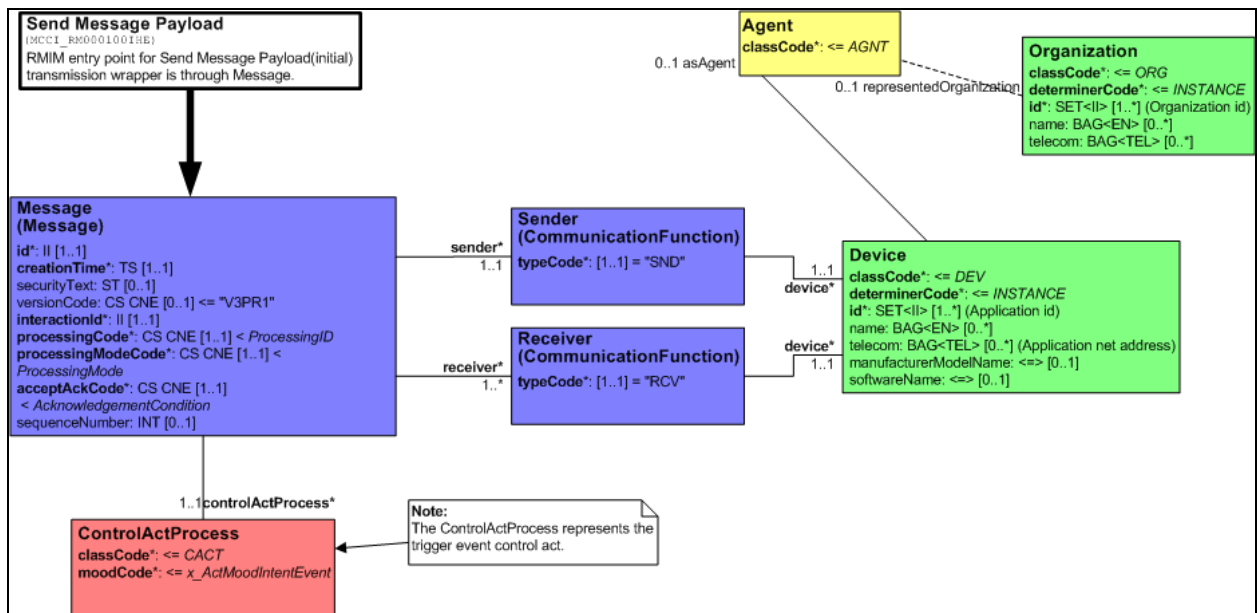 Send Message Payload
(MCCI_RM000100IHE)
RMIM entry point for Send Message Payload(initial)
transmission wrapper is through Message.
Agent
classCode*: <= AGNT
0..1 asAgent
0..1 representedOrganization
Organization
classCode*: <= ORG
determinerCode*: <= INSTANCE
id*: SET<II> [1..*] (Organization id)
name: BAG<EN> [0..*]
telecom: BAG<TEL> [0..*]
Message
(Message)
id*: II [1..1]
creationTime*: TS [1..1]
securityText: ST [0..1]
versionCode: CS CNE [0..1] <= "V3PR1"
interactionId*: II [1..1]
processingCode*: CS CNE [1..1] < ProcessingID
processingModeCode*: CS CNE [1..1] <
ProcessingMode
acceptAckCode*: CS CNE [1..1]
< AcknowledgementCondition
sequenceNumber: INT [0..1]
sender*
1..1
Sender
(CommunicationFunction)
typeCode*: [1..1] = "SND"
1..1
device*
receiver*
1..*
Receiver
(CommunicationFunction)
typeCode*: [1..1] = "RCV"
device*
1..1
Device
classCode*: <= DEV
determinerCode*: <= INSTANCE
id*: SET<II> [1..*] (Application id)
name: BAG<EN> [0..*]
telecom: BAG<TEL> [0..*] (Application net address)
manufacturerModelName: <=> [0..1]
softwareName: <=> [0..1]
1..1controlActProcess*
ControlActProcess
classCode*: <= CACT
moodCode*: <= x_ActMoodIntentEvent
Note:
The ControlActProcess represents the
trigger event control act.